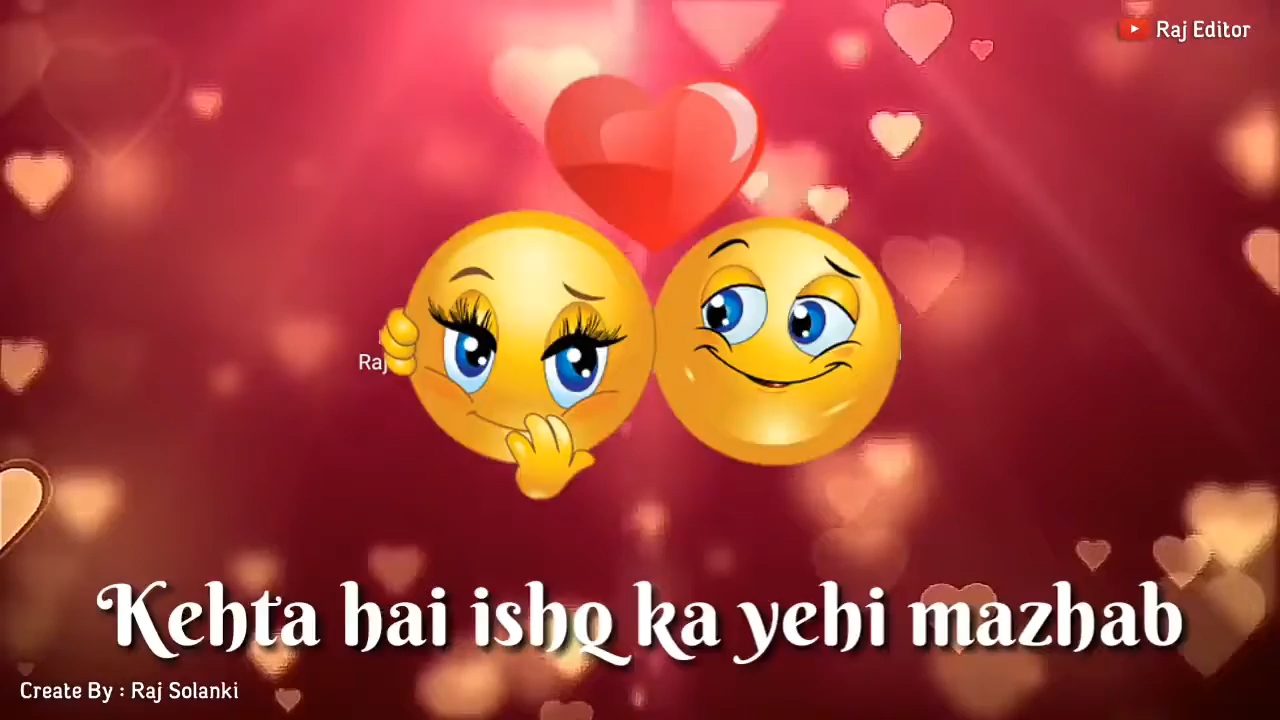 Raj Editor
Raj
Kehta hai ishq ka yehi mazhab
Create By : Raj Solanki